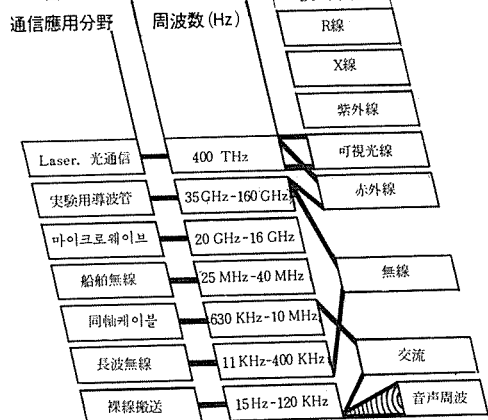 通信應用分野
周波数(Hz)
R線
X線
紫外線
Laser. 光通信
400 THz
可視光線
実験用導波管
35GHz-160GHz
赤外線
마이크로웨이브
20 GHz-16 GHz
船舶無線
25 MHz-40 MHz
無線
同軸케이블
630 KHz-10 MHz
長波無線
11KHz-400 KHz
交流
裸線搬送
15Hz-120 KHz
音声周波